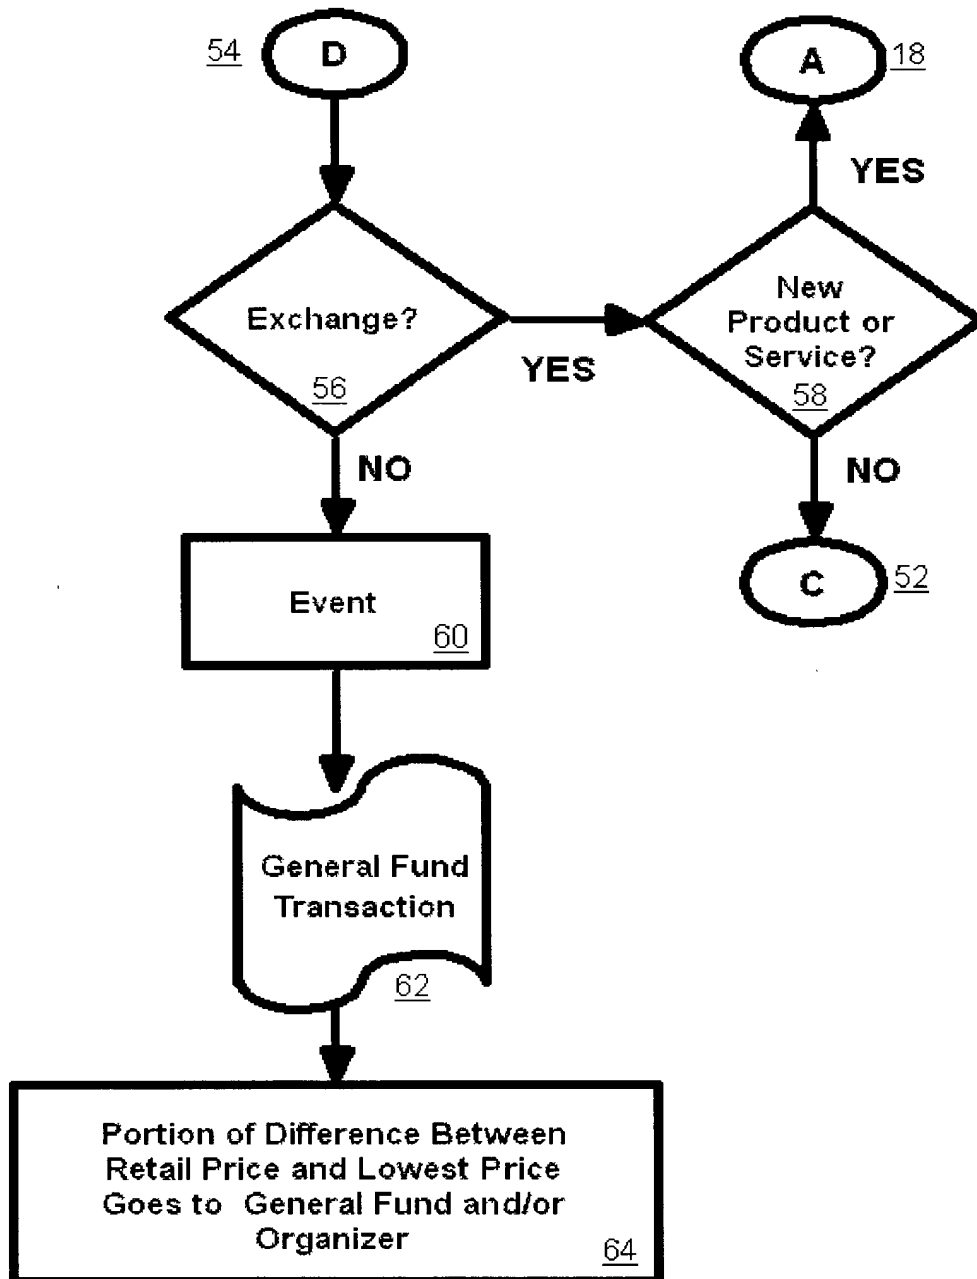 54
D
A
18
YES
Exchange?
56
YES
New
Product or
Service?
58
NO
NO
C
52
Event
60
General Fund
Transaction
62
Portion of Difference Between
Retail Price and Lowest Price
Goes to General Fund and/or
Organizer
64